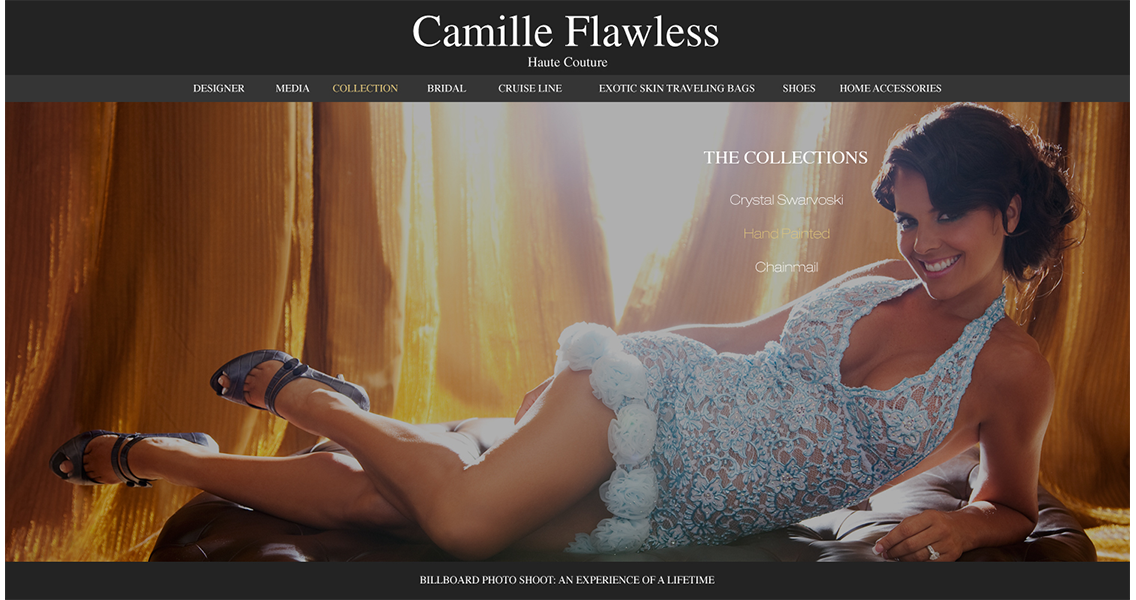 Camille Flawless
Haute Couture
DESIGNER MEDIA COLLECTION BRIDAL CRUISE LINE EXOTIC SKIN TRAVELING BAGS SHOES HOME ACCESSORIES
THE COLLECTIONS
Crystal Swarvoski
Hand Painted
Chainmail
BILLBOARD PHOTO SHOOT: AN EXPERIENCE OF A LIFETIME